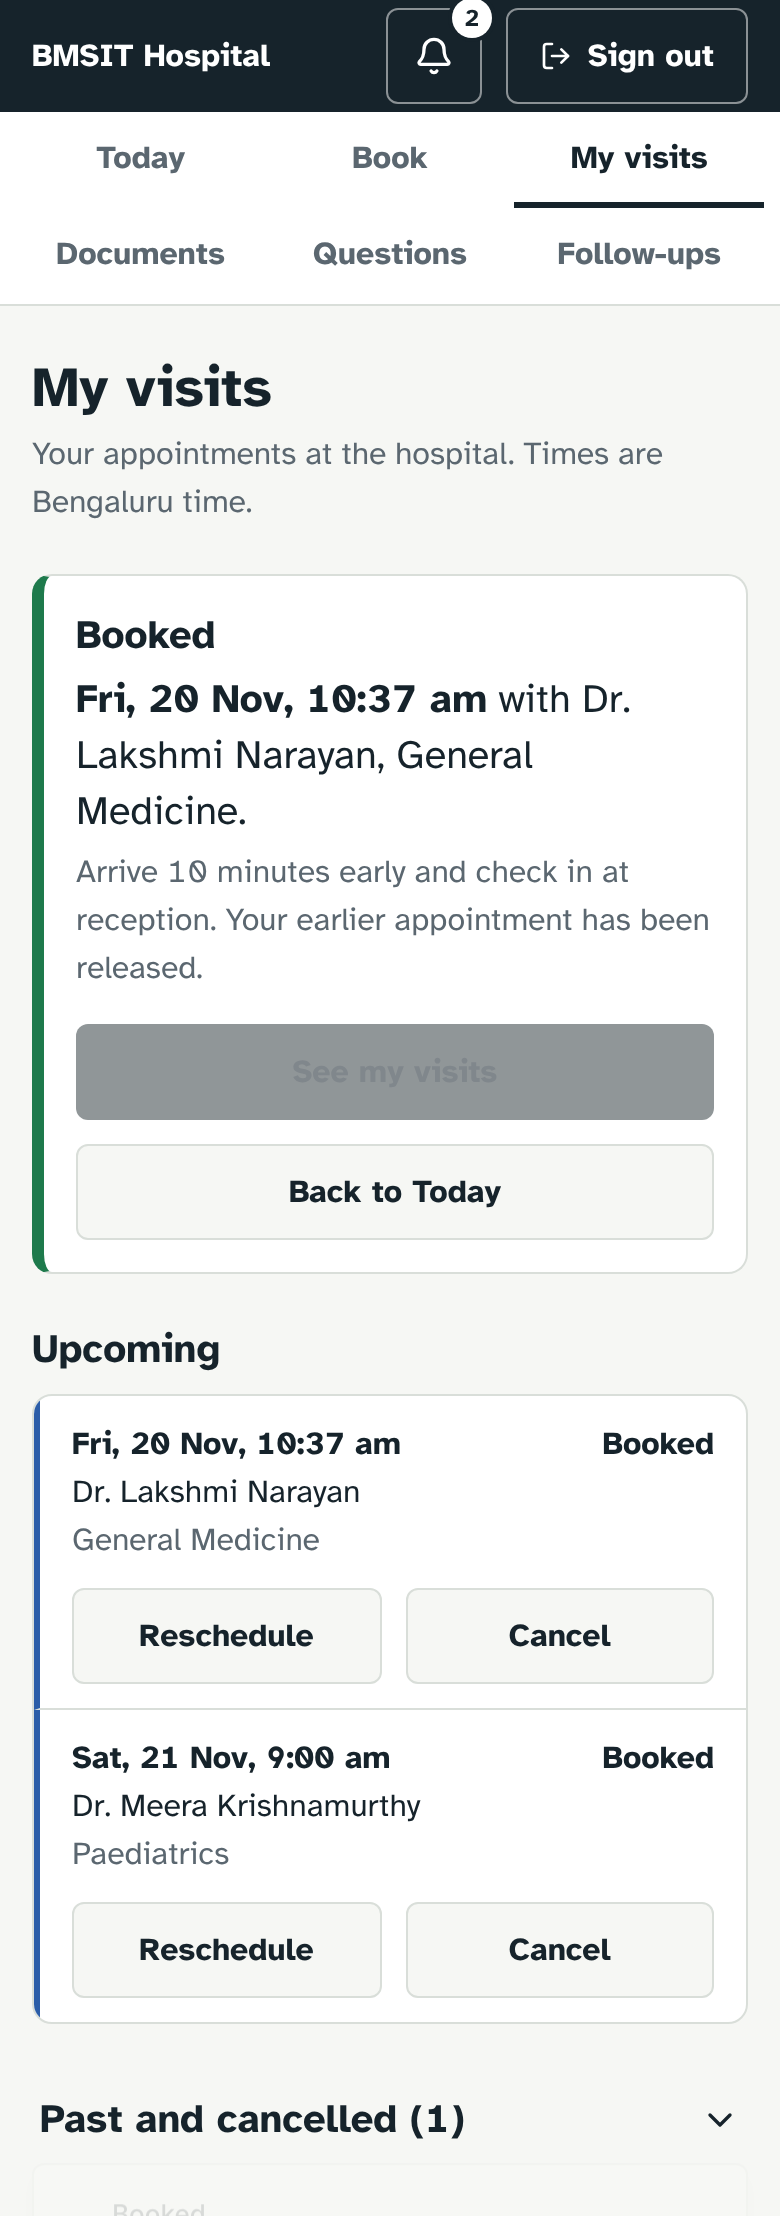 BMSIT Hospital
2
Sign out
Today
Book
My visits
Documents
Questions
Follow-ups
My visits
Your appointments at the hospital. Times are
Bengaluru time.
Booked
Fri, 20 Nov, 10:37 am with Dr.
Lakshmi Narayan, General
Medicine.
Arrive 10 minutes early and check in at
reception. Your earlier appointment has been
released.
See my visits
Back to Today
Upcoming
Fri, 20 Nov, 10:37 am
Booked
Dr. Lakshmi Narayan
General Medicine
Reschedule
Cancel
Sat, 21 Nov, 9:00 am
Booked
Dr. Meera Krishnamurthy
Paediatrics
Reschedule
Cancel
Past and cancelled (1)
Booked